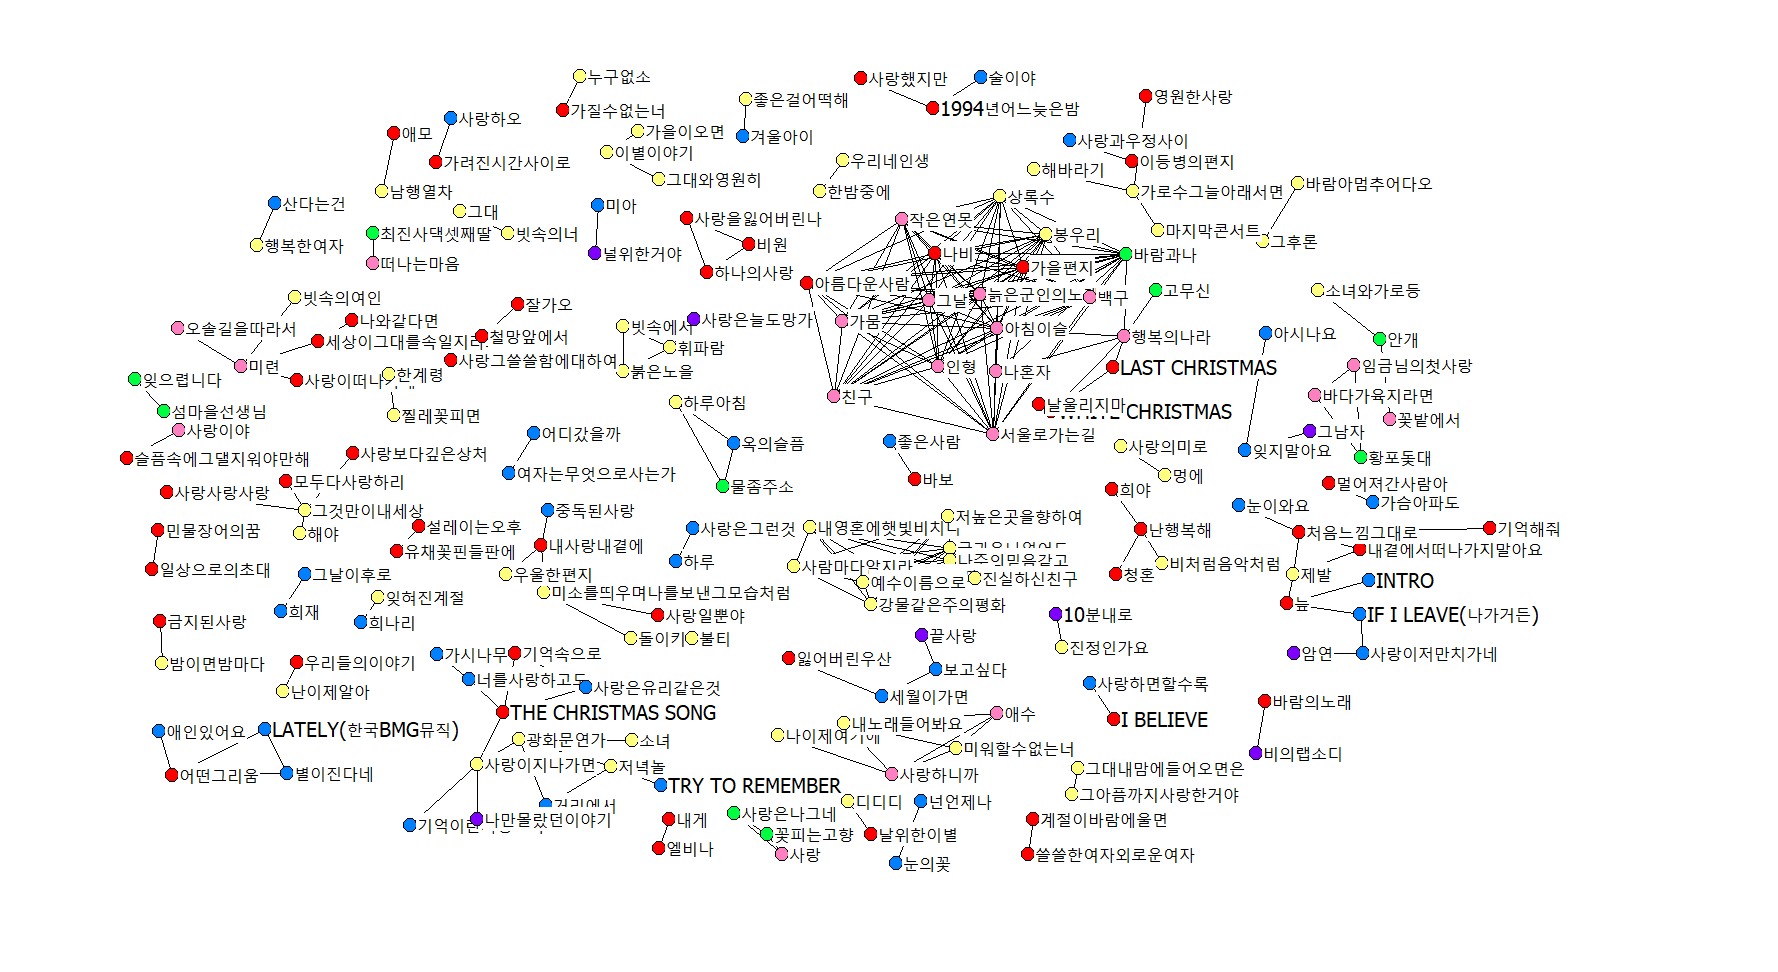 누구없소
사랑했지만
술이야
좋은걸어떡해
영원한사랑
가질수없는너
1994년어느늦은밤
사랑하오
애모
가을이오면
겨울아이
사랑과우정사이
이별이야기
가려진시간사이로
우리네인생
이등병의편지
해바라기
그대와영원히
남행열차
한밤중에
가로수그늘아래서면
바람아멈추어다오
산다는건
그대
미아
사랑을잃어버린나
작은연못
상록수
행복한여자
최진사댁셋째딸
빗속의너
비원
봉우리
마지막콘서트
그후론
널위한거야
나비
바람과나
떠나는마음
하나의사랑
가을편지
아름다운사람
빗속의여인
잘가오
그날
늙은군인의노
백구
고무신
소녀와가로등
오솔길을따라서
나와같다면
빗속에서
사랑은늘도망가
가뭄
아침이슬
행복의나라
아시나요
안개
세상이그대를속일지라
철망앞에서
휘파람
미련
사랑그쓸쓸함에대하여
붉은노을
인형
나혼자
LAST CHRISTMAS
임금님의첫사랑
잊으렵니다
사랑이떠나
한계령
친구
바다가육지라면
섬마을선생님
찔레꽃피면
하루아침
날울리지마
CHRISTMAS
꽃밭에서
사랑이야
어디갔을까
옥의슬픔
좋은사람
서울로가는길
사랑의미로
잊지말아요
그남자
슬픔속에그댈지워야만해
사랑보다깊은상처
여자는무엇으로사는가
물좀주소
바보
멍에
황포돛대
사랑사랑사랑
모두다사랑하리
희야
멀어져간사람아
그것만이내세상
중독된사랑
눈이와요
가슴아파도
민물장어의꿈
해야
설레이는오후
사랑은그런것
내영혼에햇빛비치니
저높은곳을향하여
난행복해
처음느낌그대로
기억해줘
유채꽃핀들판에
내사랑내곁에
내곁에서떠나가지말아요
일상으로의초대
그날이후로
우울한편지
하루
사람마다알지라
나주의믿음갖고
예수이름으로
진실하신친구
청혼
비처럼음악처럼
제발
INTRO
희재
잊혀진계절
미소를띄우며나를보낸그모습처럼
강물같은주의평화
늪
금지된사랑
희나리
사랑일뿐야
10분내로
IF I LEAVE(나가거든)
밤이면밤마다
우리들의이야기
가시나무
기억속으로
돌이키
불티
끝사랑
진정인가요
암연
사랑이저만치가네
난이제알아
너를사랑하고도
사랑은유리같은것
잃어버린우산
보고싶다
세월이가면
사랑하면할수록
바람의노래
애인있어요
LATELY(한국BMG뮤직)
THE CHRISTMAS SONG
내노래들어봐요
애수
I BELIEVE
광화문연가
소녀
나이제여기에
미워할수없는너
비의랩소디
어떤그리움
별이진다네
사랑이지나가면
저녁놀
TRY TO REMEMBER
사랑하니까
그대내맘에들어오면은
거리에서
디디디
넌언제나
그아픔까지사랑한거야
기억이란
나만몰랐던이야기
내게
사랑은나그네
꽃피는고향
날위한이별
계절이바람에울면
엘비나
사랑
눈의꽃
쓸쓸한여자외로운여자